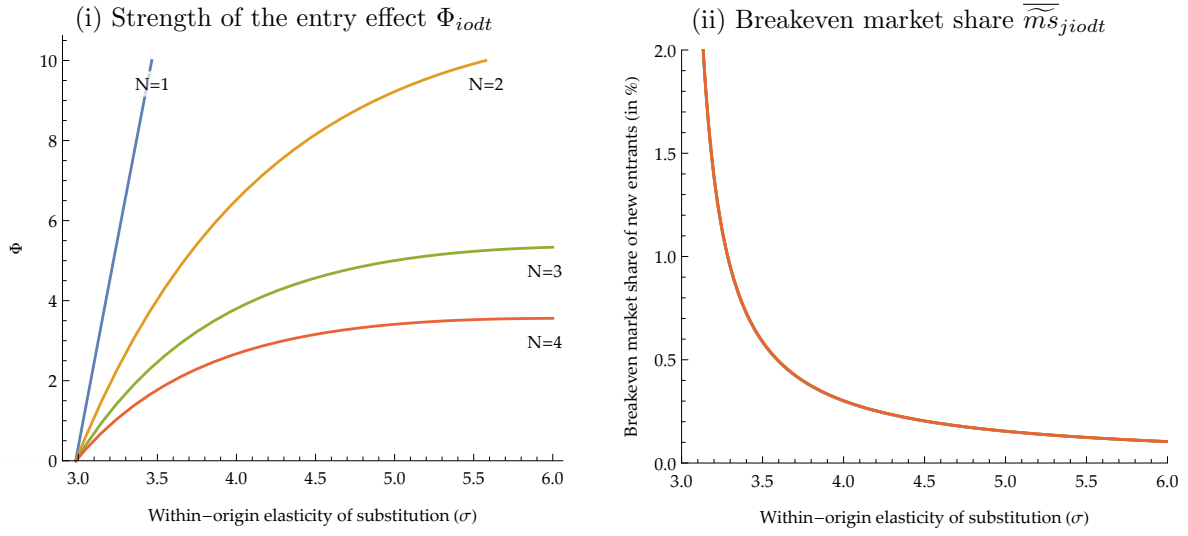 (i) Strength of the entry effect Φ_{iodt}
10
8
6
4
2
0
Φ
N=1
N=2
N=3
N=4
3.0 3.5 4.0 4.5 5.0 5.5 6.0
Within−origin elasticity of substitution (σ)
(ii) Breakeven market share \overline{\widetilde{ms}}_{jiodt}
2.0
1.5
1.0
0.5
0.0
Breakeven market share of new entrants (in %)
3.0 3.5 4.0 4.5 5.0 5.5 6.0
Within−origin elasticity of substitution (σ)